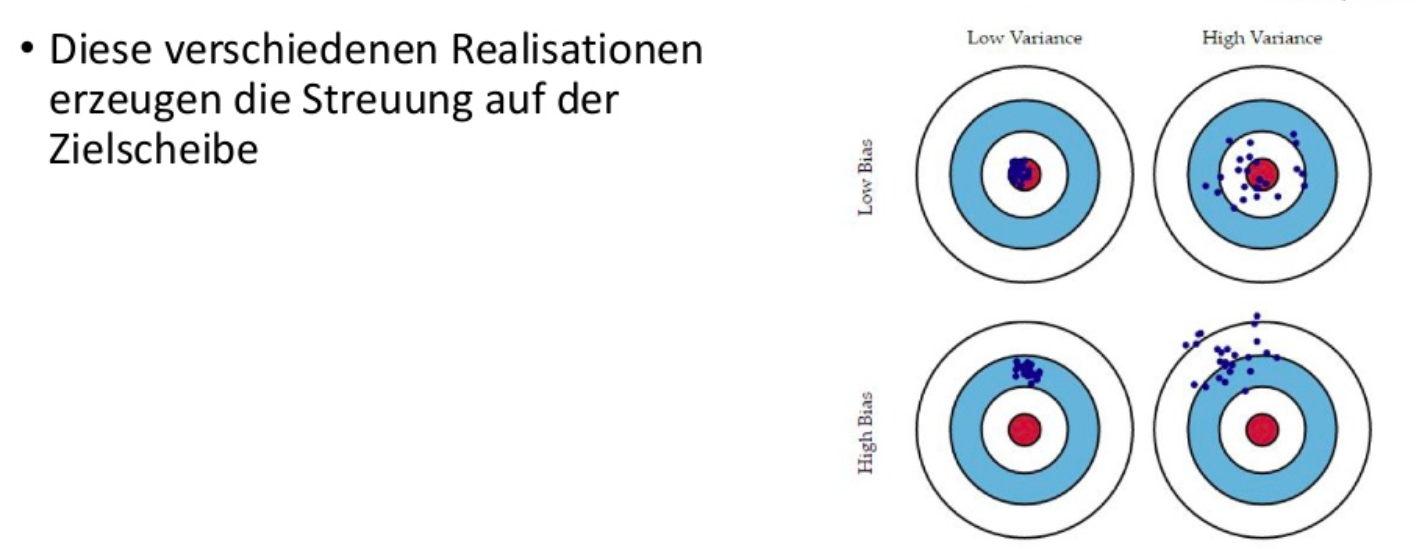 • Diese verschiedenen Realisationen
erzeugen die Streuung auf der
Zielscheibe
Low Variance
High Variance
Low Bias
High Bias